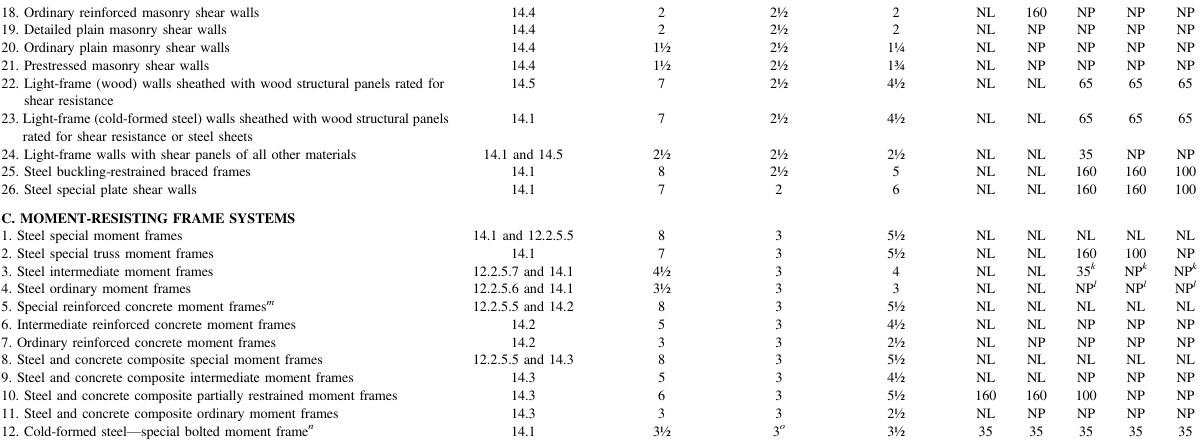 18. Ordinary reinforced masonry shear walls 14.4 2 2½ 2 NL 160 NP NP NP
19. Detailed plain masonry shear walls 14.4 2 2½ 2 NL NP NP NP NP
20. Ordinary plain masonry shear walls 14.4 1½ 2½ 1¼ NL NP NP NP NP
21. Prestressed masonry shear walls 14.4 1½ 2½ 1¾ NL NP NP NP NP
22. Light-frame (wood) walls sheathed with wood structural panels rated for 14.5 7 2½ 4½ NL NL 65 65 65
shear resistance
23. Light-frame (cold-formed steel) walls sheathed with wood structural panels 14.1 7 2½ 4½ NL NL 65 65 65
rated for shear resistance or steel sheets
24. Light-frame walls with shear panels of all other materials 14.1 and 14.5 2½ 2½ 2½ NL NL 35 NP NP
25. Steel buckling-restrained braced frames 14.1 8 2½ 5 NL NL 160 160 100
26. Steel special plate shear walls 14.1 7 2 6 NL NL 160 160 100
C. MOMENT-RESISTING FRAME SYSTEMS
1. Steel special moment frames 14.1 and 12.2.5.5 8 3 5½ NL NL NL NL NL
2. Steel special truss moment frames 14.1 7 3 5½ NL NL 160 100 NP
3. Steel intermediate moment frames 12.2.5.7 and 14.1 4½ 3 4 NL NL 35k NPk NPk
4. Steel ordinary moment frames 12.2.5.6 and 14.1 3½ 3 3 NL NL NPl NPl NPl
5. Special reinforced concrete moment framesm 12.2.5.5 and 14.2 8 3 5½ NL NL NL NL NL
6. Intermediate reinforced concrete moment frames 14.2 5 3 4½ NL NL NP NP NP
7. Ordinary reinforced concrete moment frames 14.2 3 3 2½ NL NP NP NP NP
8. Steel and concrete composite special moment frames 12.2.5.5 and 14.3 8 3 5½ NL NL NL NL NL
9. Steel and concrete composite intermediate moment frames 14.3 5 3 4½ NL NL NP NP NP
10. Steel and concrete composite partially restrained moment frames 14.3 6 3 5½ 160 160 100 NP NP
11. Steel and concrete composite ordinary moment frames 14.3 3 3 2½ NL NP NP NP NP
12. Cold-formed steel—special bolted moment framen 14.1 3½ 3o 3½ 35 35 35 35 35